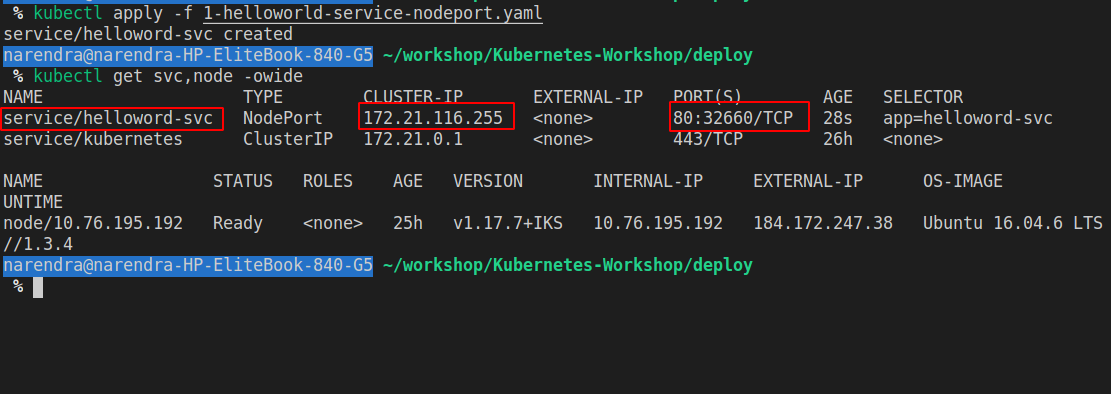 % kubectl apply -f 1-helloworld-service-nodeport.yaml
service/helloword-svc created
narendra@narendra-HP-EliteBook-840-G5 ~/workshop/Kubernetes-Workshop/deploy
% kubectl get svc,node -owide
NAME TYPE CLUSTER-IP EXTERNAL-IP PORT(S) AGE SELECTOR
service/helloword-svc NodePort 172.21.116.255 <none> 80:32660/TCP 28s app=helloword-svc
service/kubernetes ClusterIP 172.21.0.1 <none> 443/TCP 26h <none>
NAME STATUS ROLES AGE VERSION INTERNAL-IP EXTERNAL-IP OS-IMAGE
UNTIME
node/10.76.195.192 Ready <none> 25h v1.17.7+IKS 10.76.195.192 184.172.247.38 Ubuntu 16.04.6 LTS
//1.3.4
narendra@narendra-HP-EliteBook-840-G5 ~/workshop/Kubernetes-Workshop/deploy
%